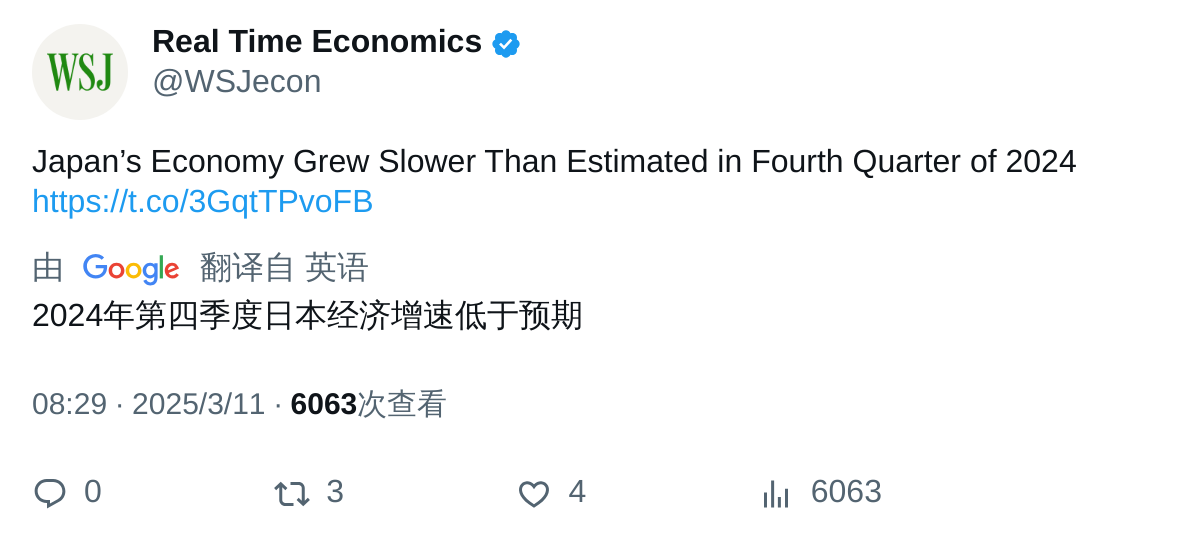 WSJ
Real Time Economics
@WSJecon
Japan’s Economy Grew Slower Than Estimated in Fourth Quarter of 2024
https://t.co/3GqtTPvoFB
由 Google 翻译自 英语
2024年第四季度日本经济增速低于预期
08:29 · 2025/3/11 · 6063次查看
0 3 4 6063